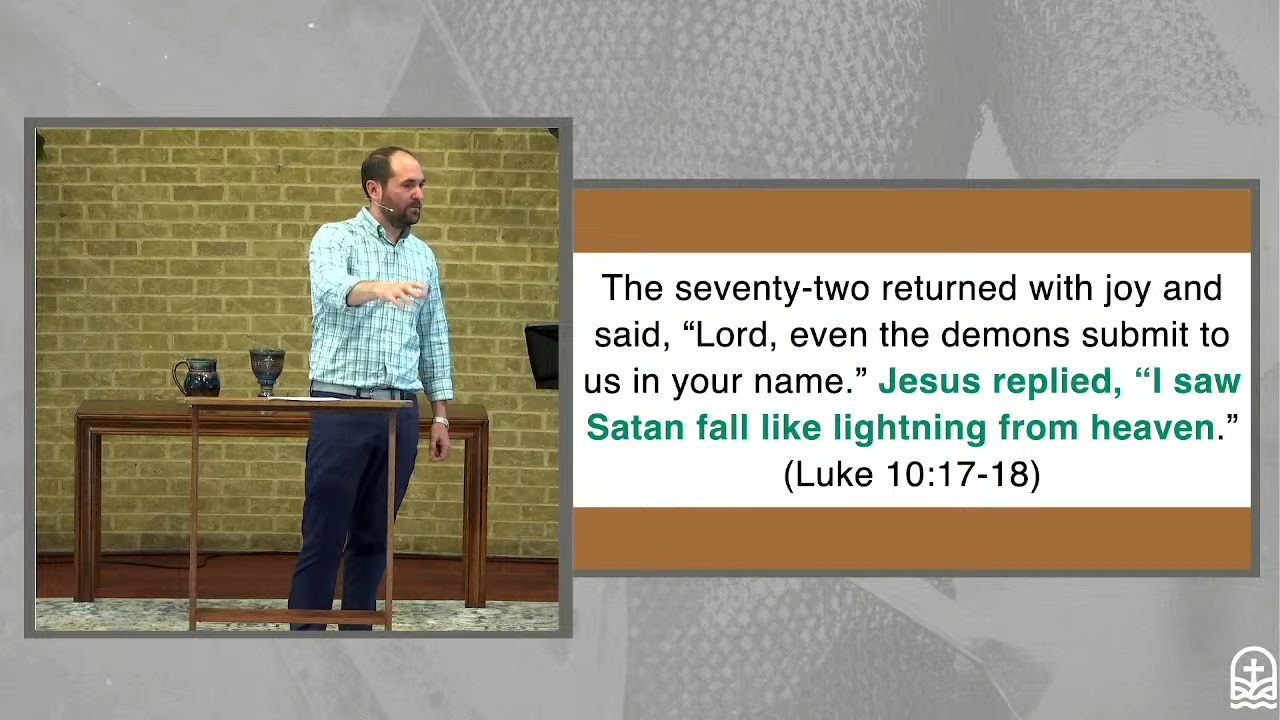 The seventy-two returned with joy and
said, “Lord, even the demons submit to
us in your name.” Jesus replied, “I saw
Satan fall like lightning from heaven.”
(Luke 10:17-18)